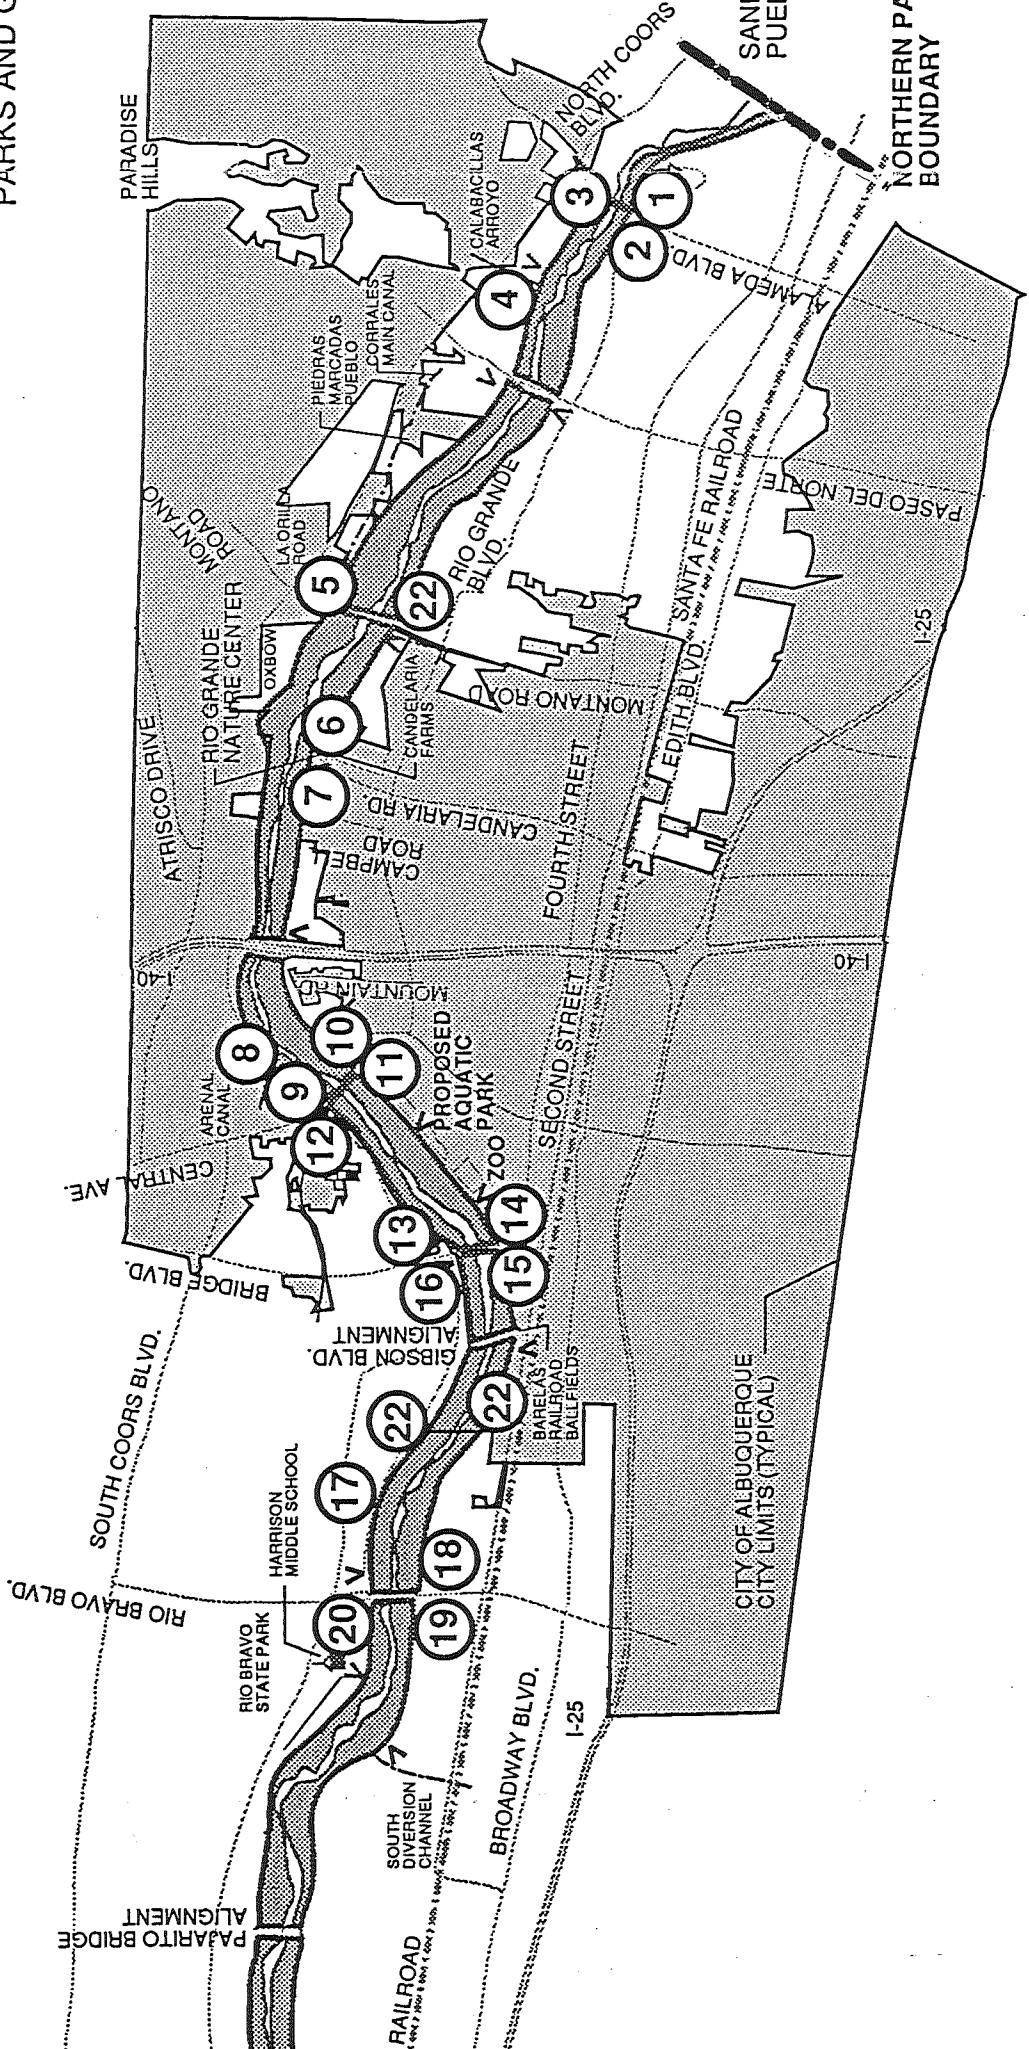 PARKS AND
PARADISE
HILLS
NORTH COORS
BLVD.
NORTHERN
BOUNDARY
CALABACILLAS
ARROYO
3
1
2
4
ALAMEDA BLVD.
CORRALES
MAIN CANAL
PIEDRAS
MARCADAS
PUEBLO
PASEO DEL NORTE
SANTA FE RAILROAD
RIO GRANDE
BLVD.
LA ORILLA
ROAD
MONTANO
ROAD
5
22
I-25
RIO GRANDE
NATURE CENTER
OXBOW
6
CANDELARIA
FARMS
MONTANO ROAD
EDITH BLVD.
ATRISCO DRIVE
7
CANDELARIA RD.
ROAD
FOURTH STREET
I-40
I-40
MOUNTAIN RD
8
10
9
11
PROPOSED
AQUATIC
PARK
SECOND STREET
ARENAL
CANAL
12
CENTRAL AVE.
ZOO
13
14
15
16
BRIDGE BLVD.
GIBSON BLVD.
ALIGNMENT
BARELAS
RAILROAD
BALLFIELDS
22
22
CITY OF ALBUQUERQUE
CITY LIMITS (TYPICAL)
SOUTH COORS BLVD.
17
HARRISON
MIDDLE SCHOOL
18
RIO BRAVO BLVD.
20
19
RIO BRAVO
STATE PARK
I-25
BROADWAY BLVD.
SOUTH
DIVERSION
CHANNEL
PAJARITO BRIDGE
ALIGNMENT
RAILROAD